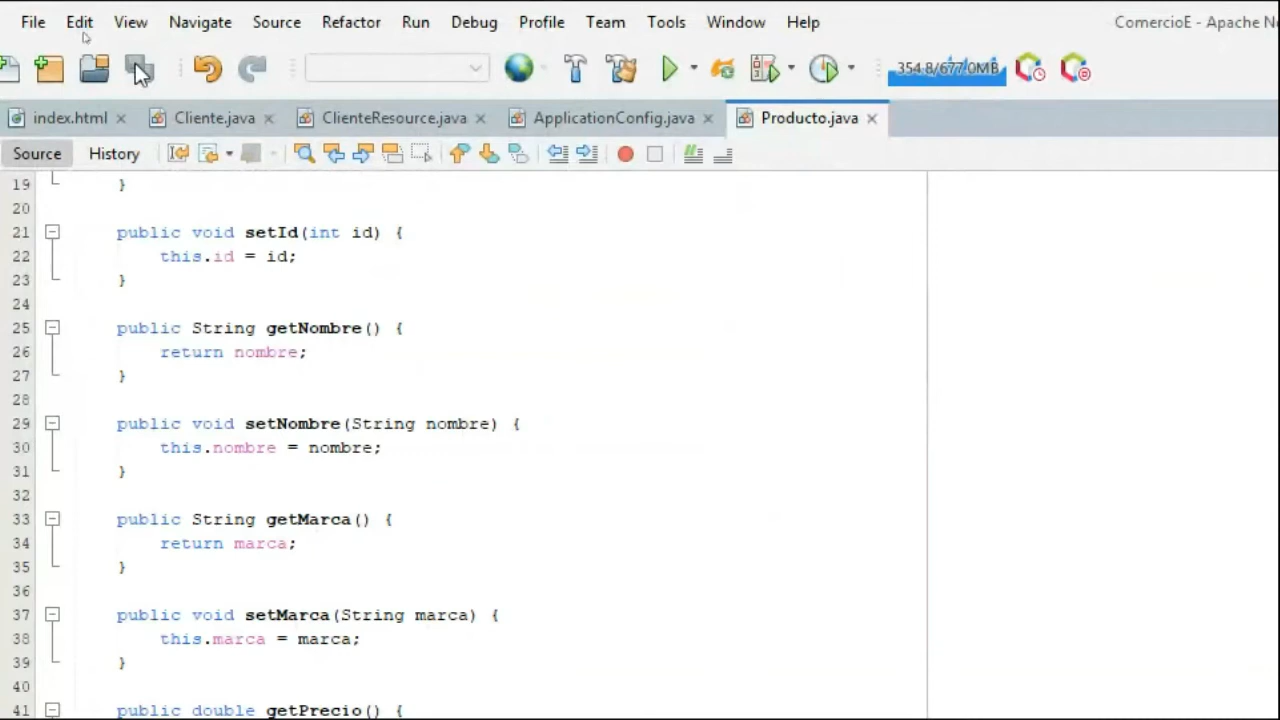 File Edit View Navigate Source Refactor Run Debug Profile Team Tools Window Help ComercioE - Apache Ne
354.8/677.0MB
index.html Cliente.java ClienteResource.java ApplicationConfig.java Producto.java
Source History
19 }
20
21 public void setId(int id) {
22 this.id = id;
23 }
24
25 public String getNombre() {
26 return nombre;
27 }
28
29 public void setNombre(String nombre) {
30 this.nombre = nombre;
31 }
32
33 public String getMarca() {
34 return marca;
35 }
36
37 public void setMarca(String marca) {
38 this.marca = marca;
39 }
40
41 public double getPrecio() {